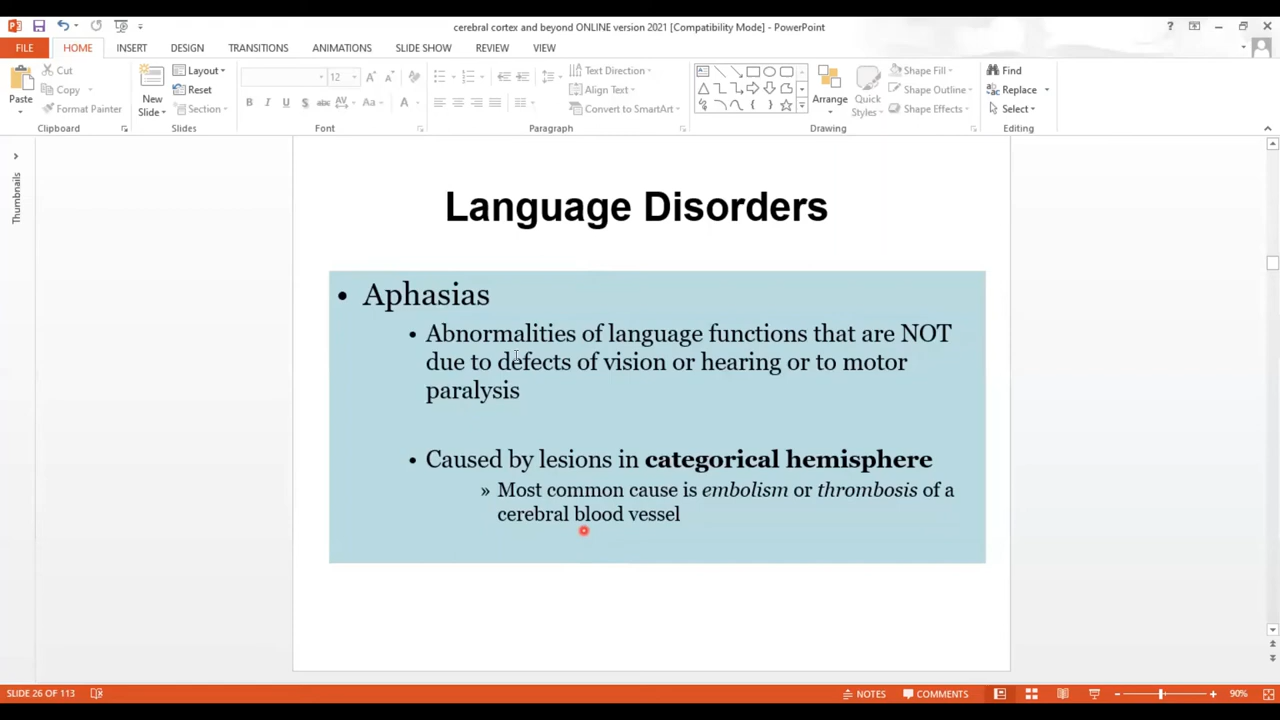 cerebral cortex and beyond ONLINE version 2021 [Compatibility Mode] - PowerPoint
FILE HOME INSERT DESIGN TRANSITIONS ANIMATIONS SLIDE SHOW REVIEW VIEW
Paste
Cut
Copy
Format Painter
Clipboard
New
Slide
Layout
Reset
Section
Slides
12
B I U S abc AV Aa A
Font
Text Direction
Align Text
Convert to SmartArt
Paragraph
Arrange
Quick
Styles
Shape Fill
Shape Outline
Shape Effects
Drawing
Find
Replace
Select
Editing
Thumbnails
Language Disorders
• Aphasias
• Abnormalities of language functions that are NOT
due to defects of vision or hearing or to motor
paralysis
• Caused by lesions in categorical hemisphere
» Most common cause is embolism or thrombosis of a
cerebral blood vessel
SLIDE 26 OF 113
NOTES
COMMENTS
90%